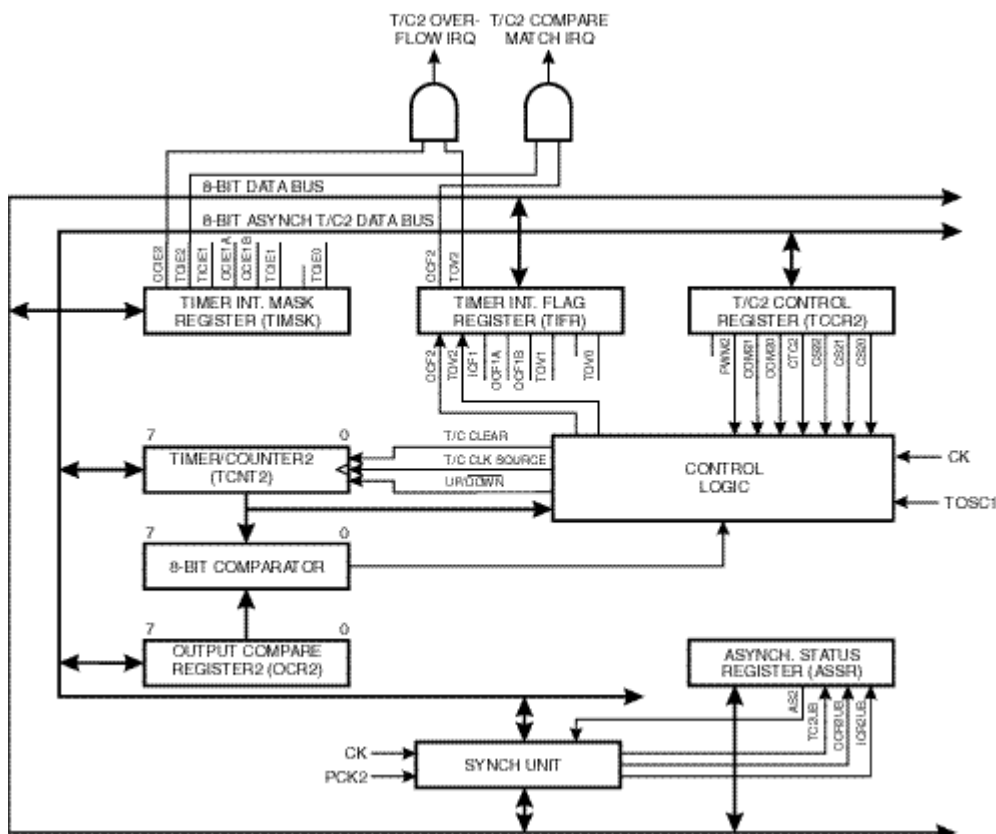 T/C2 OVER-
FLOW IRQ
T/C2 COMPARE
MATCH IRQ
8-BIT DATA BUS
8-BIT ASYNCH T/C2 DATA BUS
OCIE2
TOIE2
TICIE1
OCIE1A
OCIE1B
TOIE1
TOIE0
OCF2
TOV2
TIMER INT. MASK
REGISTER (TIMSK)
TIMER INT. FLAG
REGISTER (TIFR)
T/C2 CONTROL
REGISTER (TCCR2)
OCF2
TOV2
ICF1
OCF1A
OCF1B
TOV1
TOV0
PWM2
COM21
COM20
CTC2
CS22
CS21
CS20
7
0
T/C CLEAR
T/C CLK SOURCE
UP/DOWN
TIMER/COUNTER2
(TCNT2)
CONTROL
LOGIC
CK
TOSC1
7
0
8-BIT COMPARATOR
7
0
OUTPUT COMPARE
REGISTER2 (OCR2)
ASYNCH. STATUS
REGISTER (ASSR)
AS2
TC2UB
OCR2UB
ICR2UB
CK
PCK2
SYNCH UNIT